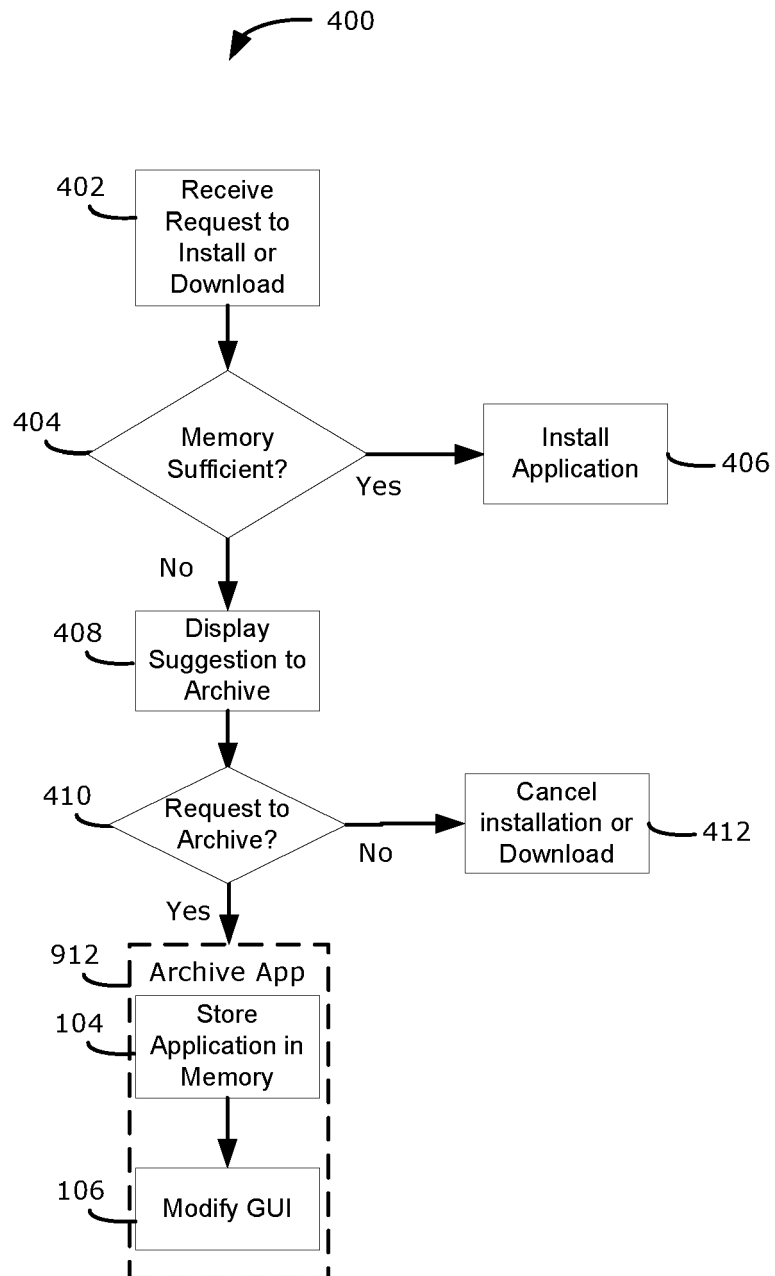 400
402
Receive
Request to
Install or
Download
404
Memory
Sufficient?
Yes
Install
Application
406
No
408
Display
Suggestion to
Archive
410
Request to
Archive?
No
Cancel
installation or
Download
412
Yes
912
Archive App
104
Store
Application in
Memory
106
Modify GUI